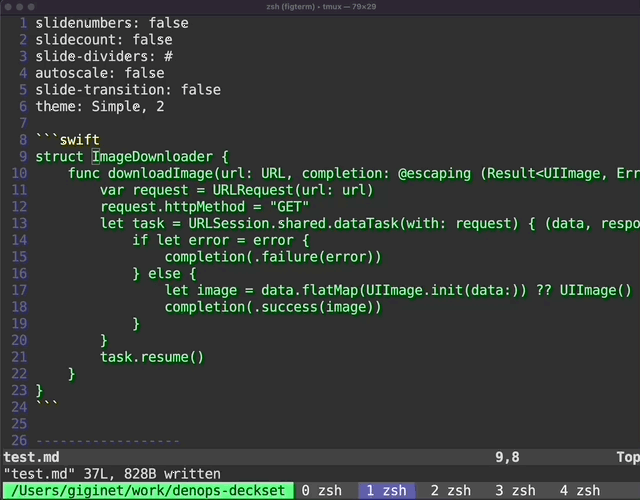 zsh (figterm) • tmux — 79×29
1 slidenumbers: false
2 slidecount: false
3 slide-dividers: #
4 autoscale: false
5 slide-transition: false
6 theme: Simple, 2
7
8 ```swift
9 struct ImageDownloader {
10     func downloadImage(url: URL, completion: @escaping (Result<UIImage, Err
11         var request = URLRequest(url: url)
12         request.httpMethod = "GET"
13         let task = URLSession.shared.dataTask(with: request) { (data, respo
14             if let error = error {
15                 completion(.failure(error))
16             } else {
17                 let image = data.flatMap(UIImage.init(data:)) ?? UIImage()
18                 completion(.success(image))
19             }
20         }
21         task.resume()
22     }
23 }
24 ```
25
26 ------------------
test.md 9,8 Top
"test.md" 37L, 828B written
/Users/giginet/work/denops-deckset 0 zsh 1 zsh 2 zsh 3 zsh 4 zsh